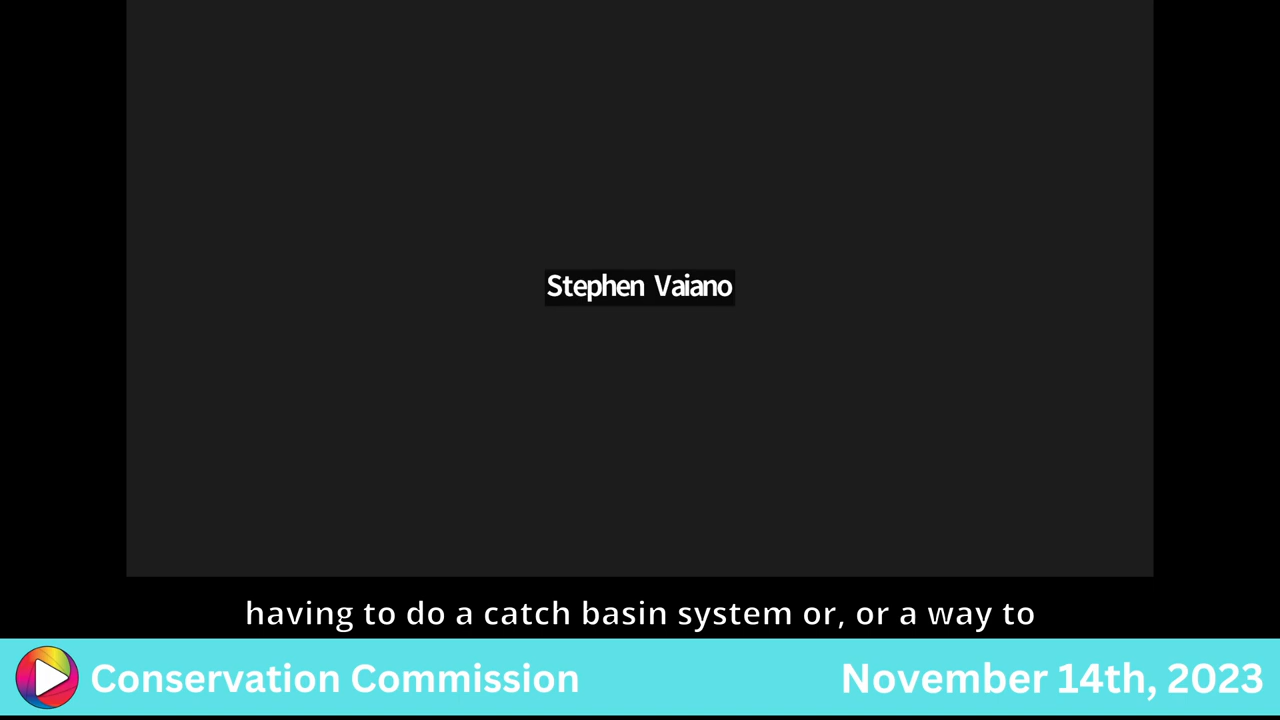 Stephen Vaiano
having to do a catch basin system or, or a way to
Conservation Commission
November 14th, 2023